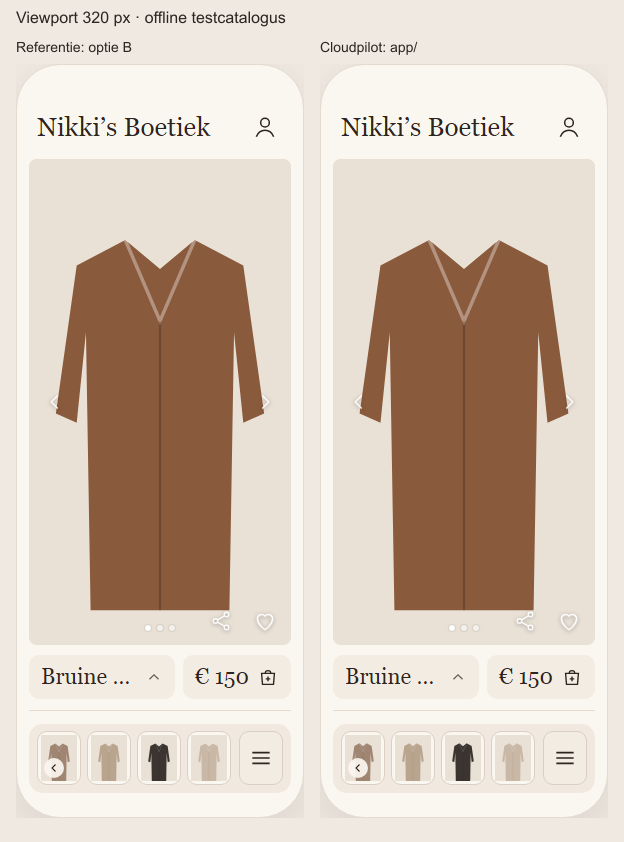 Viewport 320 px · offline testcatalogus
Referentie: optie B
Nikki’s Boetiek
Bruine ...
€ 150
Cloudpilot: app/
Nikki’s Boetiek
Bruine ...
€ 150